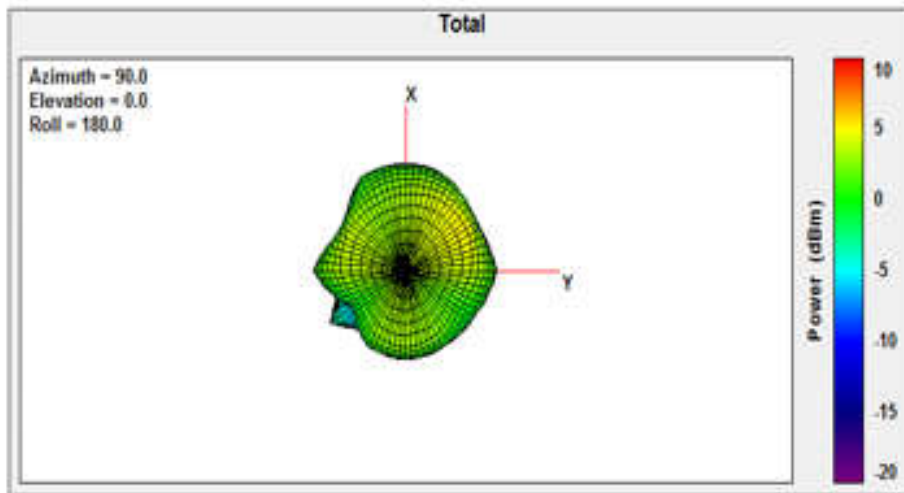 Total
Azimuth = 90.0
Elevation = 0.0
Roll = 180.0
X
Y
Power (dBm)
10
5
0
-5
-10
-15
-20